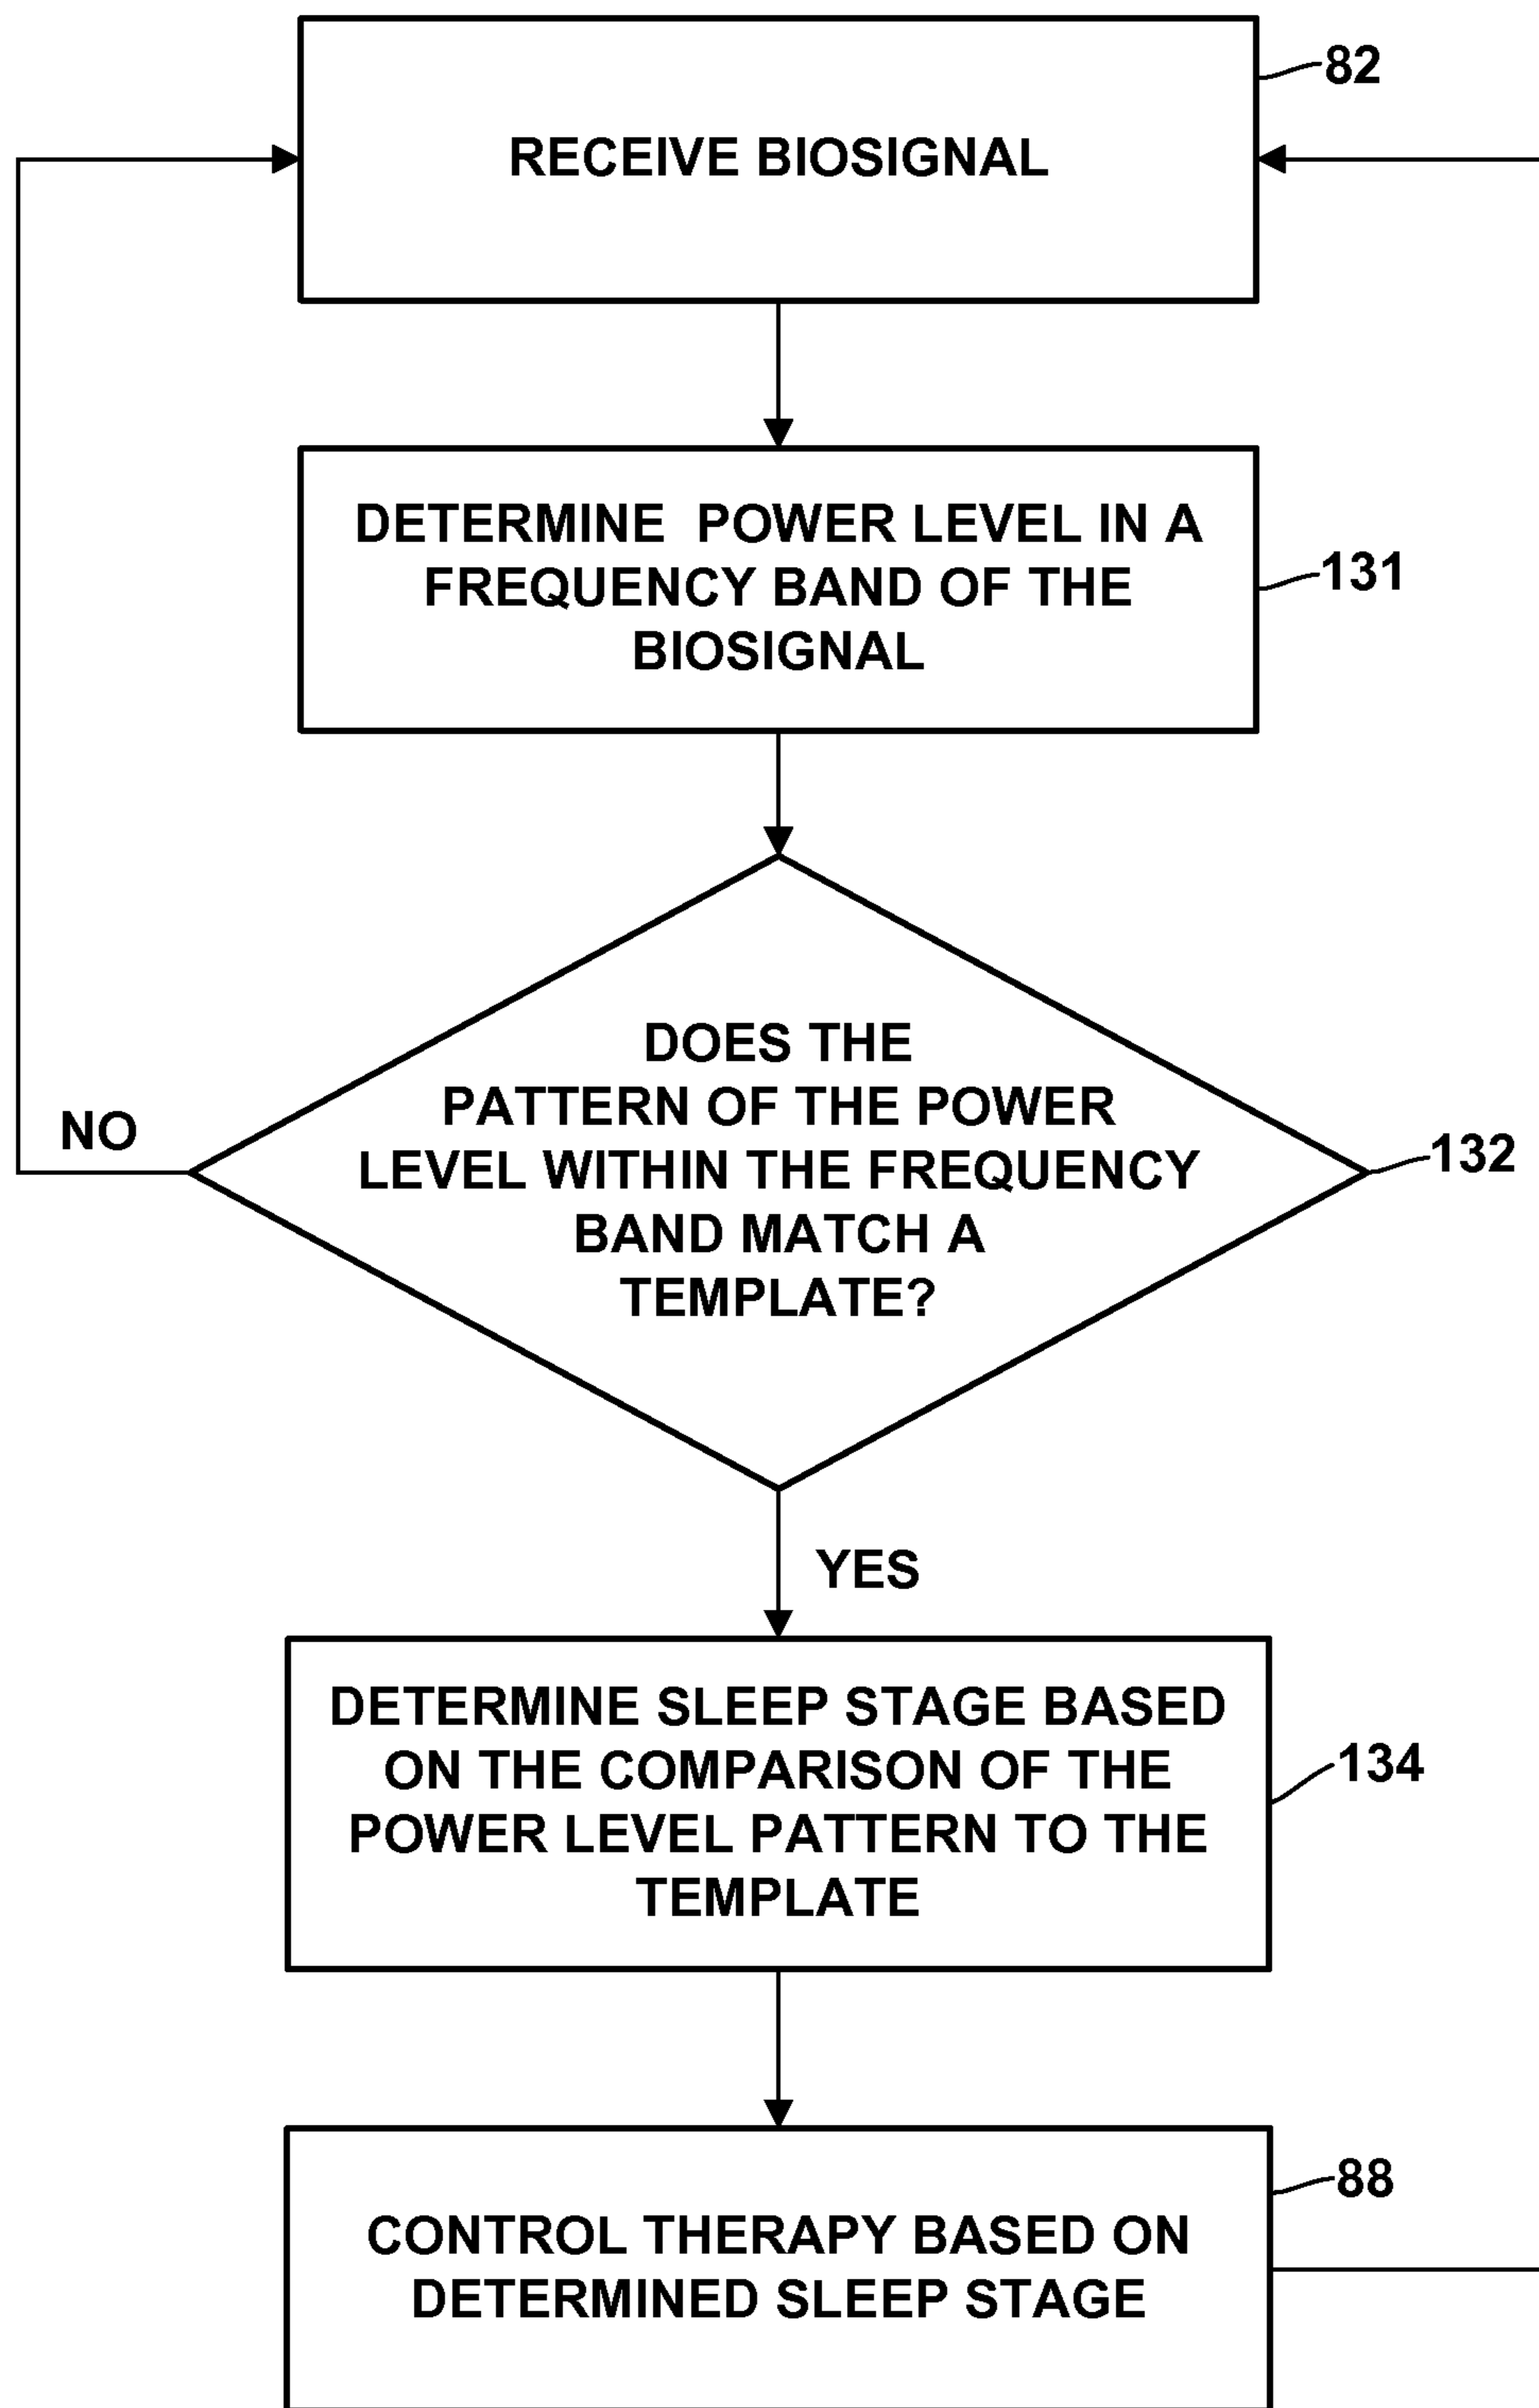 82
RECEIVE BIOSIGNAL
DETERMINE POWER LEVEL IN A
FREQUENCY BAND OF THE
BIOSIGNAL
131
DOES THE
PATTERN OF THE POWER
LEVEL WITHIN THE FREQUENCY
BAND MATCH A
TEMPLATE?
NO
132
YES
DETERMINE SLEEP STAGE BASED
ON THE COMPARISON OF THE
POWER LEVEL PATTERN TO THE
TEMPLATE
134
88
CONTROL THERAPY BASED ON
DETERMINED SLEEP STAGE